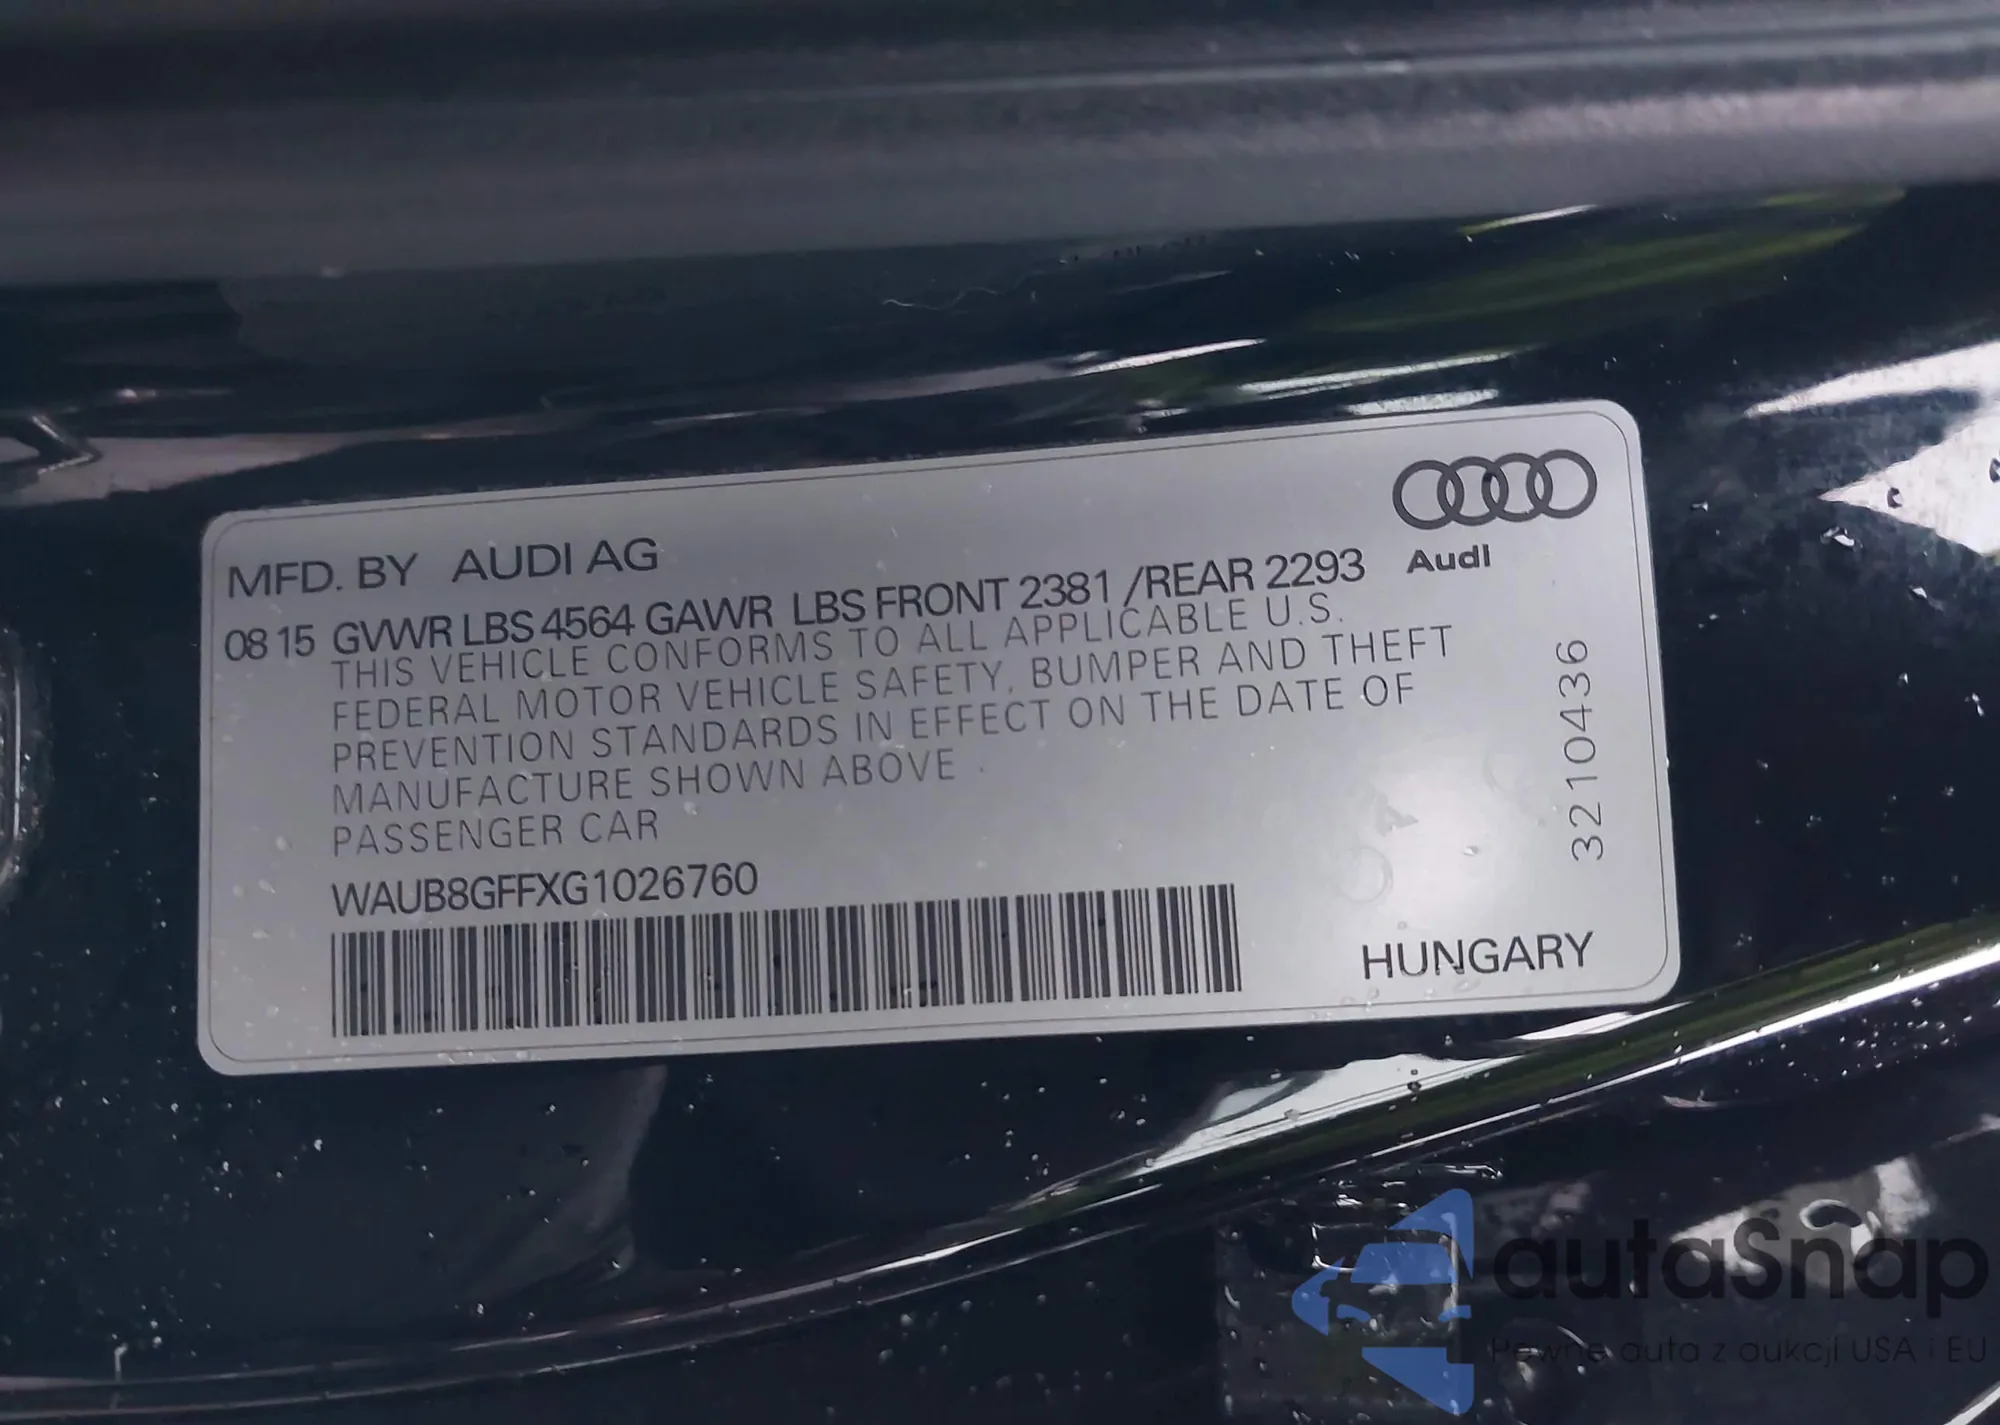 MFD. BY AUDI AG
Audi
08 15 GVWR LBS 4564 GAWR LBS FRONT 2381 /REAR 2293
THIS VEHICLE CONFORMS TO ALL APPLICABLE U.S.
FEDERAL MOTOR VEHICLE SAFETY, BUMPER AND THEFT
PREVENTION STANDARDS IN EFFECT ON THE DATE OF
MANUFACTURE SHOWN ABOVE .
PASSENGER CAR
WAUB8GFFXG1026760
HUNGARY
3210436
autaSnap
Pewne auta z aukcji USA i EU